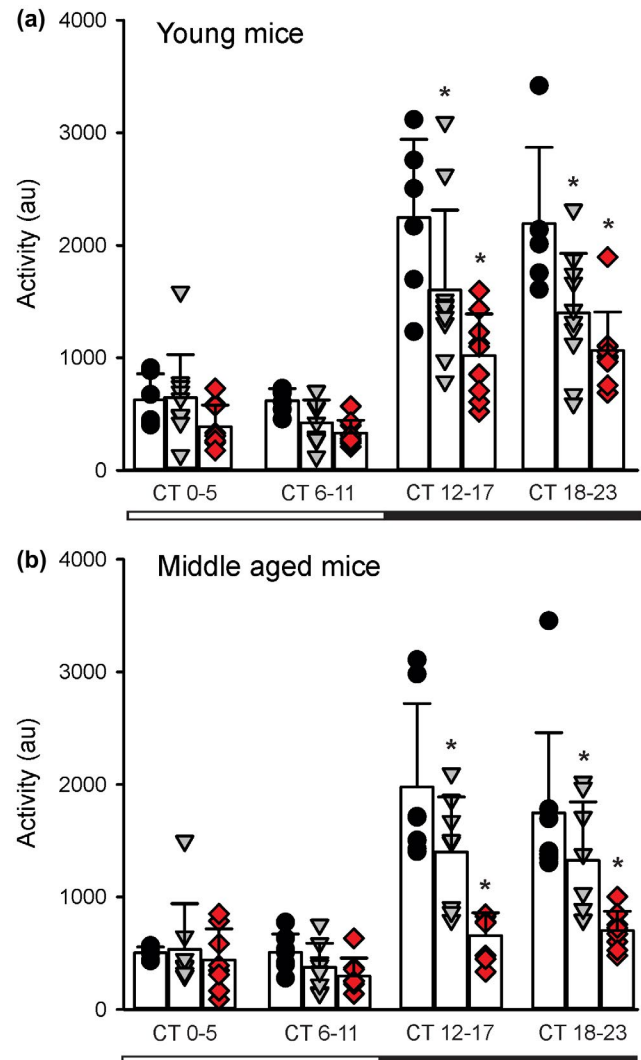 (a) Young mice
4000
3000
2000
1000
0
Activity (au)
* * * *
CT 0-5 CT 6-11 CT 12-17 CT 18-23
(b) Middle aged mice
4000
3000
2000
1000
0
Activity (au)
* * * *
CT 0-5 CT 6-11 CT 12-17 CT 18-23